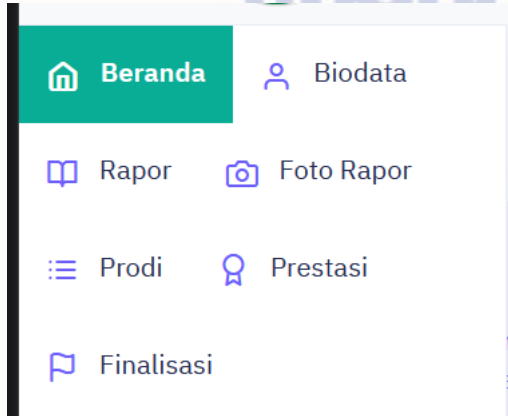 Beranda Biodata
Rapor Foto Rapor
Prodi Prestasi
Finalisasi